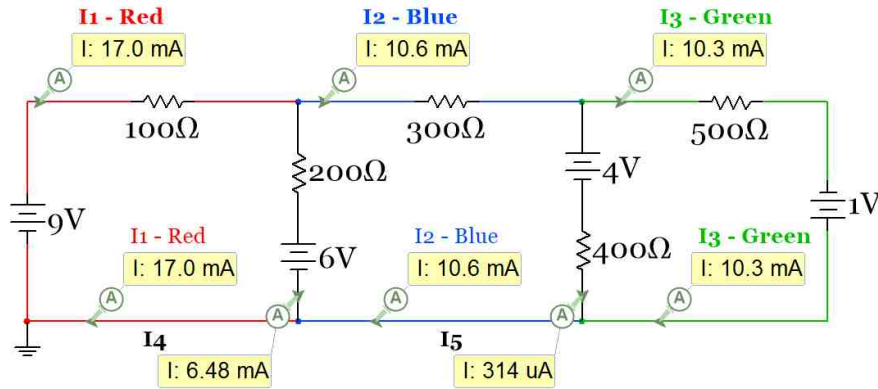 I1 - Red
I2 - Blue
I3 - Green
I: 17.0 mA
I: 10.6 mA
I: 10.3 mA
A
A
A
100Ω
300Ω
500Ω
200Ω
4V
9V
1V
6V
400Ω
I1 - Red
I2 - Blue
I3 - Green
I: 17.0 mA
I: 10.6 mA
I: 10.3 mA
A
A
A
A
A
I4
I5
I: 6.48 mA
I: 314 uA